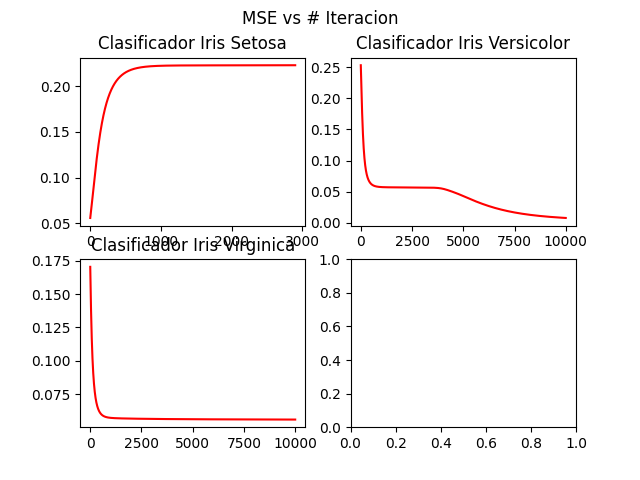 MSE vs # Iteracion
Clasificador Iris Setosa
0.20
0.15
0.10
0.05
0 1000 2000 3000
Clasificador Iris Versicolor
0.25
0.20
0.15
0.10
0.05
0.00
0 2500 5000 7500 10000
Clasificador Iris Virginica
0.175
0.150
0.125
0.100
0.075
0 2500 5000 7500 10000
1.0
0.8
0.6
0.4
0.2
0.0
0.0 0.2 0.4 0.6 0.8 1.0